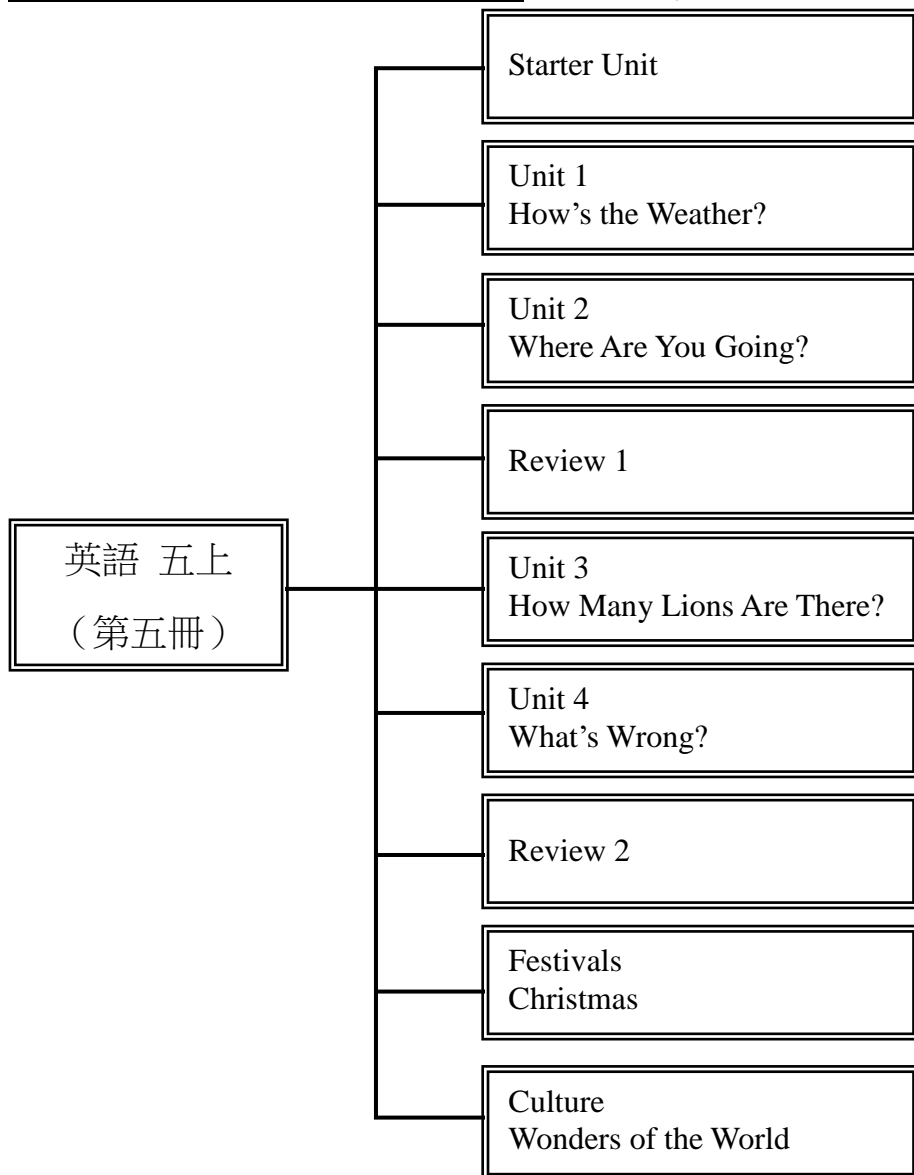 Starter Unit
Unit 1
How's the Weather?
Unit 2
Where Are You Going?
Review 1
英語 五上
（第五冊）
Unit 3
How Many Lions Are There?
Unit 4
What's Wrong?
Review 2
Festivals
Christmas
Culture
Wonders of the World